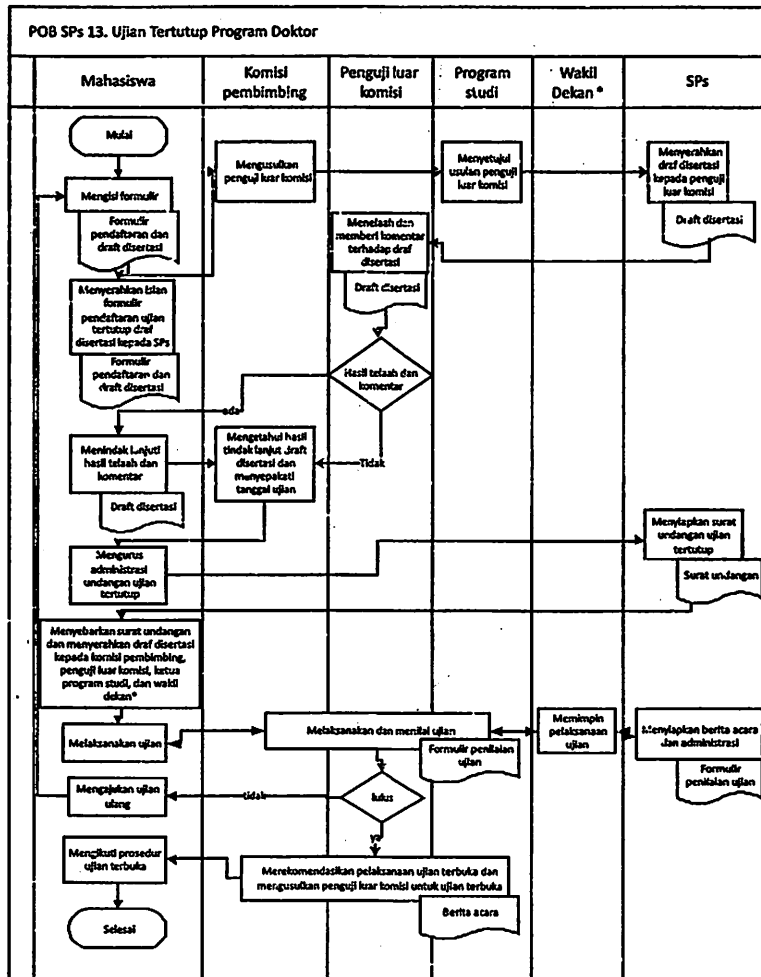 POB SPs 13. Ujian Tertutup Program Doktor
Mahasiswa
Komisi
pembimbing
Penguji luar
komisi
Program
studi
Wakil
Dekan *
SPs
Mulai
Mengisi formulir
Formulir
pendaftaran dan
draft disertasi
Mengusulkan
penguji luar komisi
Menyetujui
usulan penguji
luar komisi
Menyerahkan
draf disertasi
kepada penguji
luar komisi
Draft disertasi
Menelaah dan
memberi komentar
terhadap draf
disertasi
Draft disertasi
Menyerahkan isian
formulir
pendaftaran ujian
tertutup draf
disertasi kepada SPs
Formulir
pendaftaran dan
draft disertasi
Hasil telaah dan
komentar
ada
Tidak
Menindak lanjuti
hasil telaah dan
komentar
Draft disertasi
Mengetahui hasil
tindak lanjut draft
disertasi dan
menyepakati
tanggal ujian
Mengurus
administrasi
undangan ujian
tertutup
Menyiapkan surat
undangan ujian
tertutup
Surat undangan
Menyebarkan surat undangan
dan menyerahkan draf disertasi
kepada komisi pembimbing,
penguji luar komisi, ketua
program studi, dan wakil
dekan*
Melaksanakan ujian
Melaksanakan dan menilai ujian
Formulir penilaian
ujian
Memimpin
pelaksanaan
ujian
Menyiapkan berita acara
dan administrasi
Formulir
penilaian ujian
Mengajukan ujian
ulang
tidak
lulus
ya
Mengikuti prosedur
ujian terbuka
Merekomendasikan pelaksanaan ujian terbuka dan
mengusulkan penguji luar komisi untuk ujian terbuka
Berita acara
Selesai